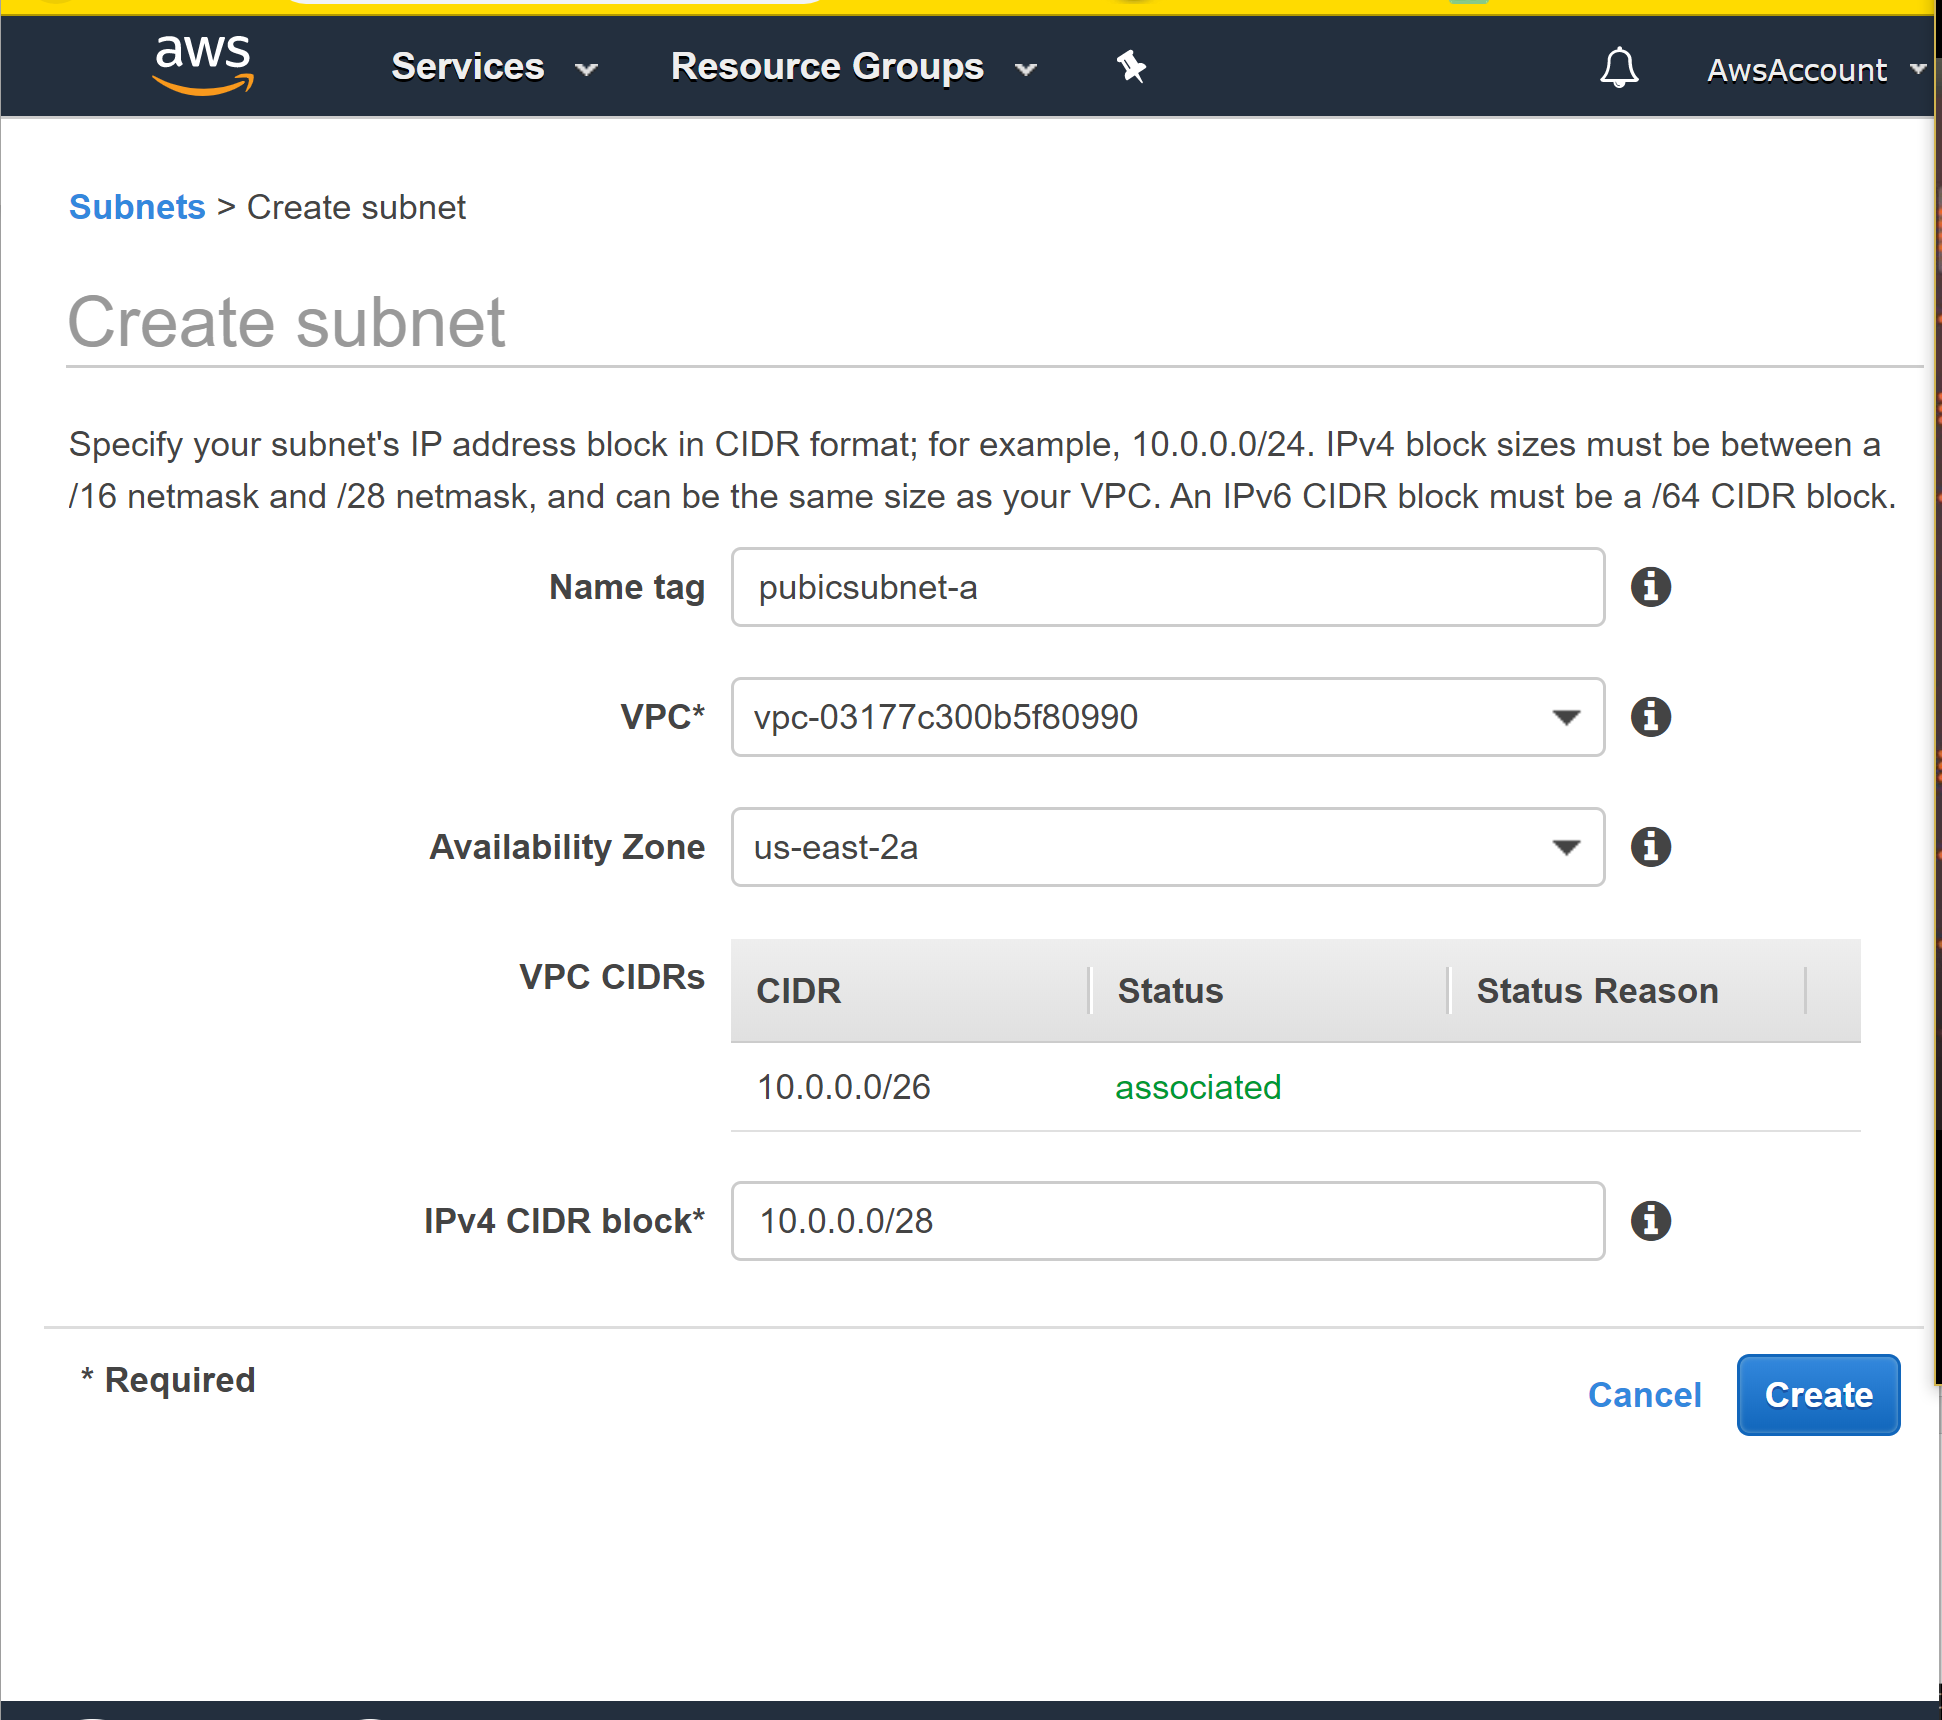 aws Services Resource Groups AwsAccount
Subnets > Create subnet
Create subnet
Specify your subnet's IP address block in CIDR format; for example, 10.0.0.0/24. IPv4 block sizes must be between a
/16 netmask and /28 netmask, and can be the same size as your VPC. An IPv6 CIDR block must be a /64 CIDR block.
Name tag pubicsubnet-a
VPC* vpc-03177c300b5f80990
Availability Zone us-east-2a
VPC CIDRs CIDR Status Status Reason
10.0.0.0/26 associated
IPv4 CIDR block* 10.0.0.0/28
* Required Cancel Create